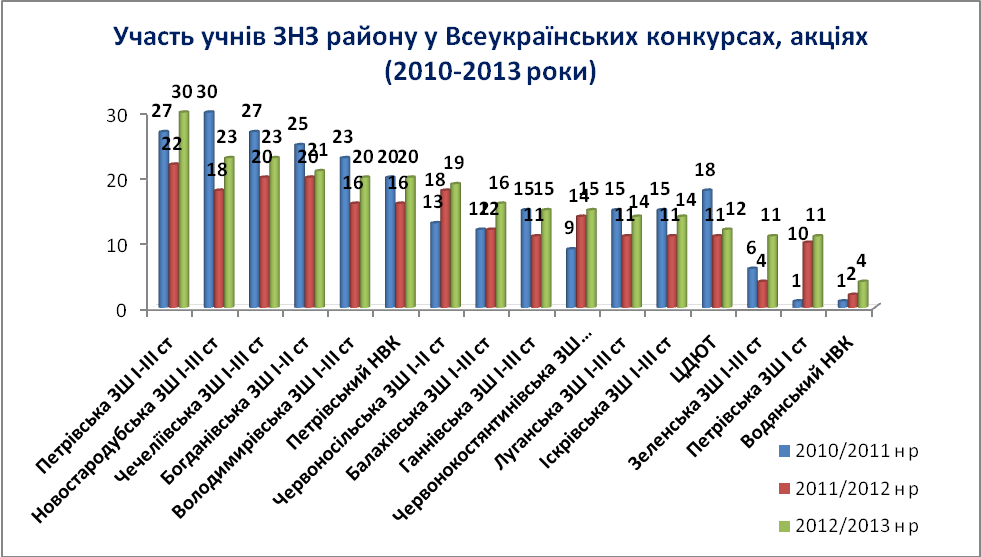 Участь учнів ЗНЗ району у Всеукраїнських конкурсах, акціях
(2010-2013 роки)
30
20
10
0
27 22 30
30 18 23
27 20 23
25 20 21
23 16 20
20 16 20
13 18 19
12 12 16
15 11 15
9 14 15
15 11 14
15 11 14
18 11 12
6 4 11
1 10 11
1 2 4
Петрівська ЗШ І-ІІІ ст
Новостародубська ЗШ І-ІІІ ст
Чечеліївська ЗШ І-ІІІ ст
Богданівська ЗШ І-ІІ ст
Володимирівська ЗШ І-ІІІ ст
Петрівський НВК
Червоносільська ЗШ І-ІІ ст
Балахівська ЗШ І-ІІІ ст
Ганнівська ЗШ І-ІІІ ст
Червонокостянтинівська ЗШ…
Луганська ЗШ І-ІІІ ст
Іскрівська ЗШ І-ІІІ ст
ЦДЮТ
Зеленська ЗШ І-ІІІ ст
Петрівська ЗШ І ст
Водянський НВК
2010/2011 н р
2011/2012 н р
2012/2013 н р